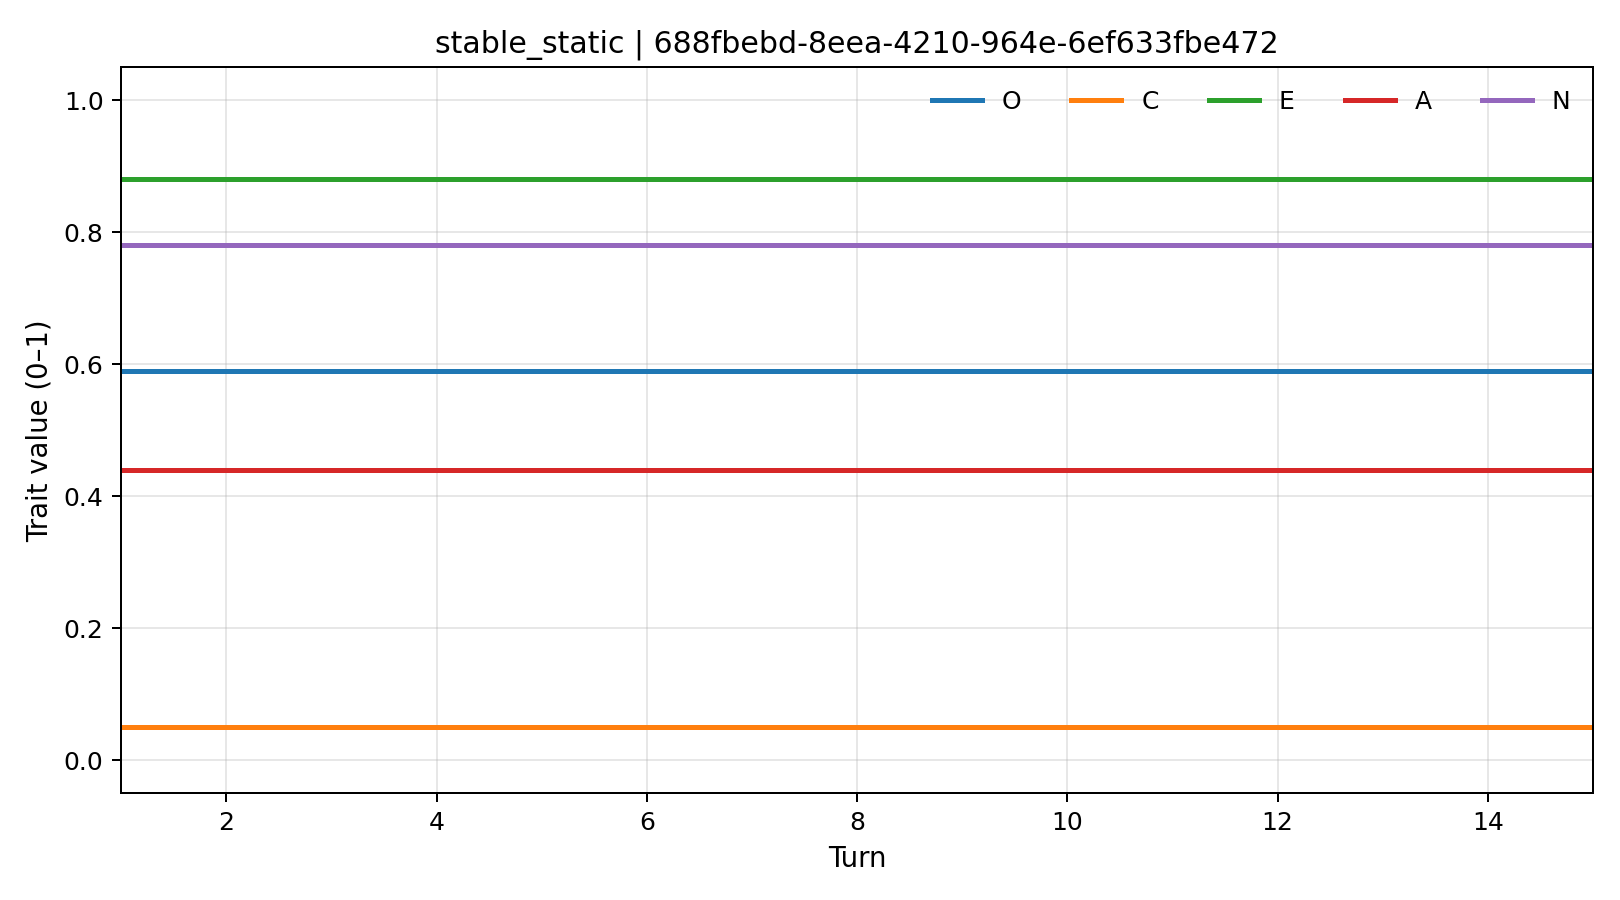 stable_static | 688fbebd-8eea-4210-964e-6ef633fbe472
O C E A N
1.0
0.8
0.6
0.4
0.2
0.0
Trait value (0–1)
2 4 6 8 10 12 14
Turn